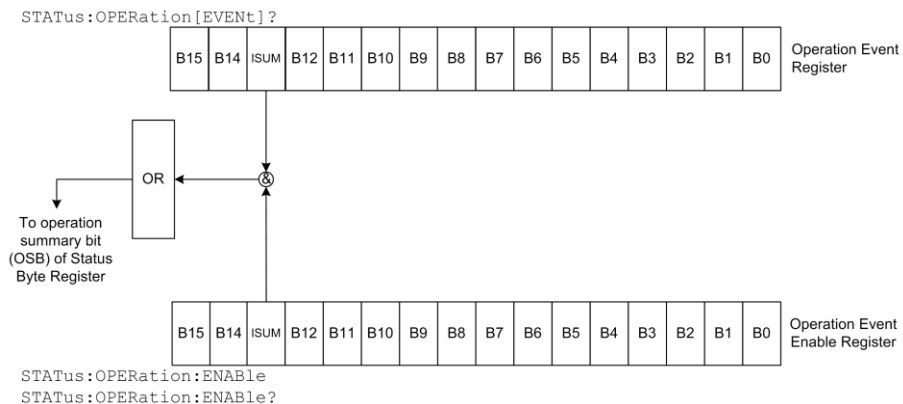 STATus:OPERation[EVENt]?
B15 B14 ISUM B12 B11 B10 B9 B8 B7 B6 B5 B4 B3 B2 B1 B0
Operation Event
Register
OR
&
To operation
summary bit
(OSB) of Status
Byte Register
B15 B14 ISUM B12 B11 B10 B9 B8 B7 B6 B5 B4 B3 B2 B1 B0
Operation Event
Enable Register
STATus:OPERation:ENABle
STATus:OPERation:ENABle?